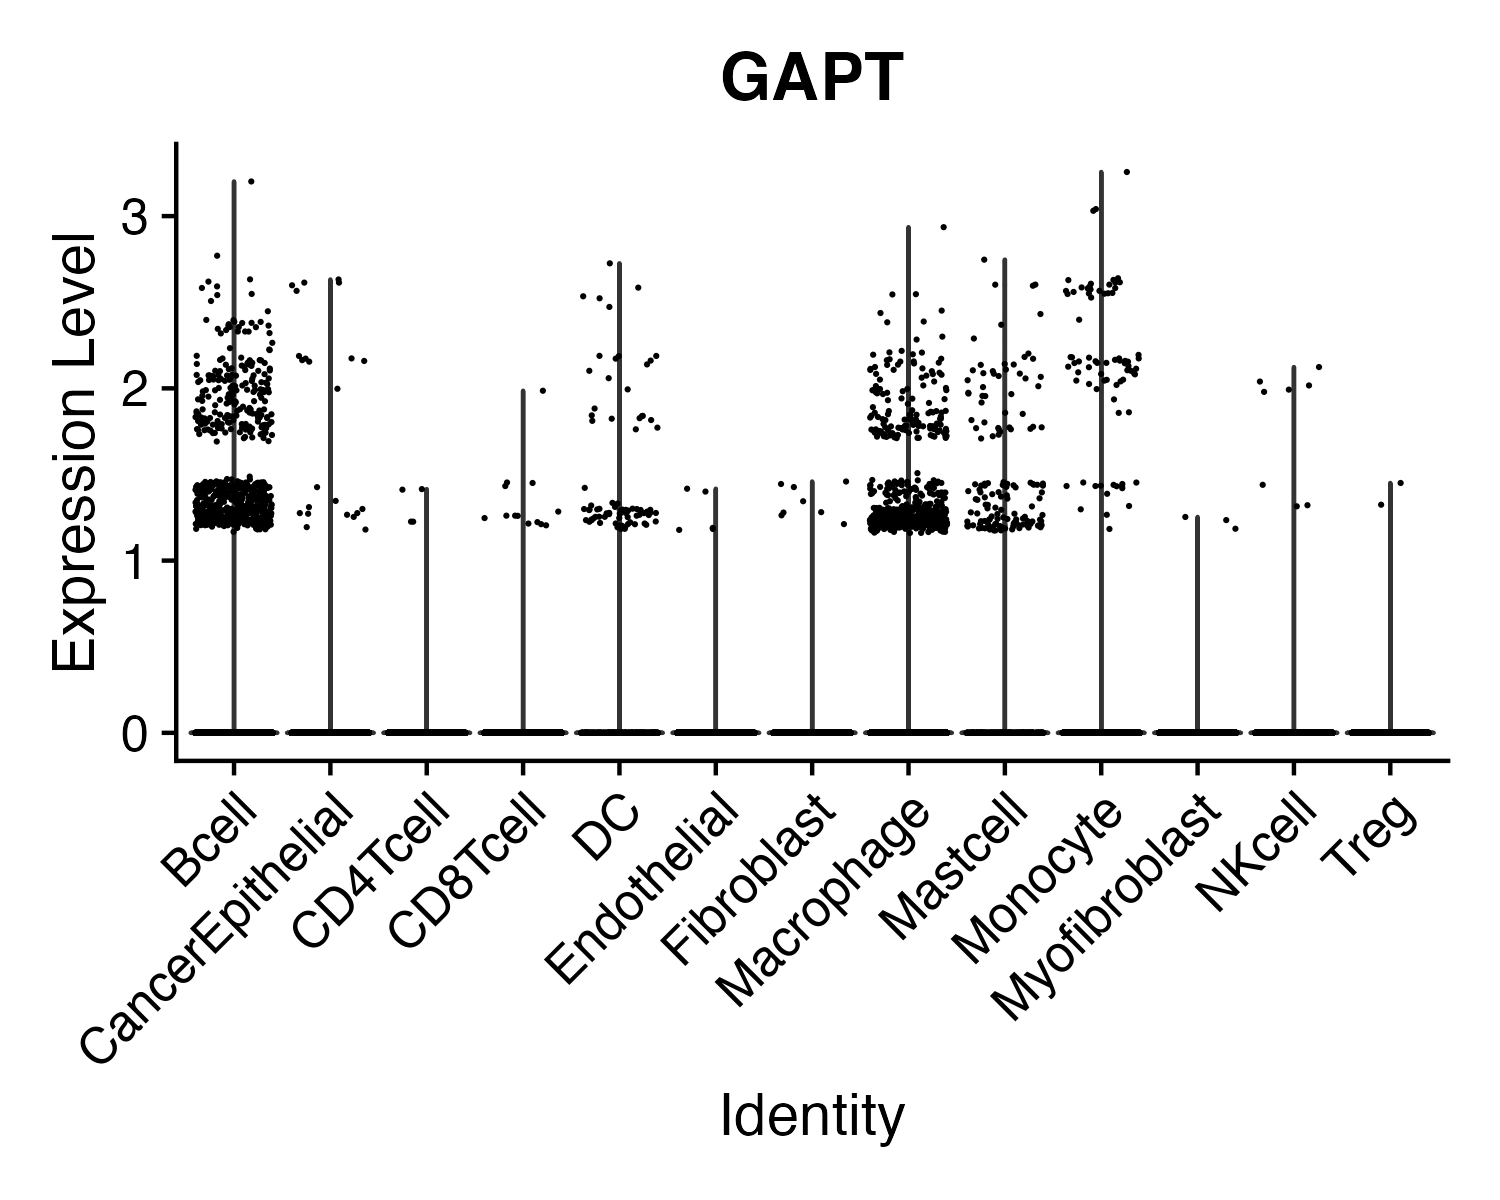 GAPT
Expression Level
3
2
1
0
Bcell
CancerEpithelial
CD4Tcell
CD8Tcell
DC
Endothelial
Fibroblast
Macrophage
Mastcell
Monocyte
Myofibroblast
NKcell
Treg
Identity